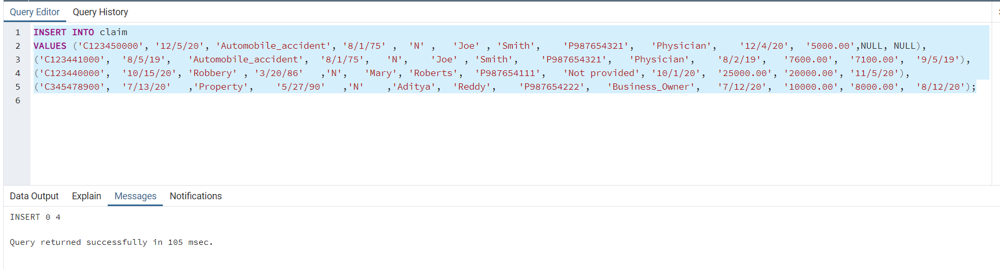 Query Editor Query History
1 INSERT INTO claim
2 VALUES ('C123450000', '12/5/20', 'Automobile_accident', '8/1/75' , 'N' , 'Joe' , 'Smith', 'P987654321', 'Physician', '12/4/20', '5000.00',NULL, NULL),
3 ('C123441000', '8/5/19', 'Automobile_accident', '8/1/75', 'N', 'Joe' , 'Smith', 'P987654321', 'Physician', '8/2/19', '7600.00', '7100.00', '9/5/19'),
4 ('C123440000', '10/15/20', 'Robbery' , '3/20/86' ,'N', 'Mary', 'Roberts', 'P987654111', 'Not provided', '10/1/20', '25000.00', '20000.00', '11/5/20'),
5 ('C345478900', '7/13/20' ,'Property', '5/27/90' ,'N' ,'Aditya', 'Reddy', 'P987654222', 'Business_Owner', '7/12/20', '10000.00', '8000.00', '8/12/20');
6
Data Output Explain Messages Notifications
INSERT 0 4
Query returned successfully in 105 msec.